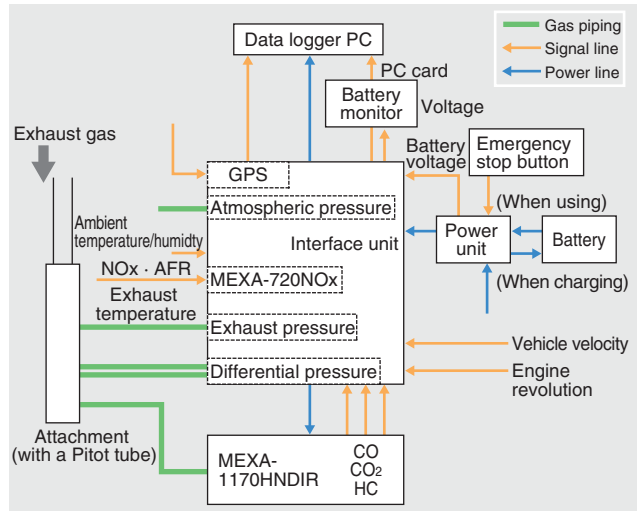 Data logger PC
Gas piping
Signal line
Power line
PC card
Battery
monitor
Voltage
Exhaust gas
Battery
voltage
Emergency
stop button
GPS
(When using)
Atmospheric pressure
Ambient
temperature/humidty
Interface unit
Power
unit
Battery
NOx · AFR
MEXA-720NOx
(When charging)
Exhaust
temperature
Exhaust pressure
Vehicle velocity
Differential pressure
Engine
revolution
Attachment
(with a Pitot tube)
MEXA-
1170HNDIR
CO
CO2
HC